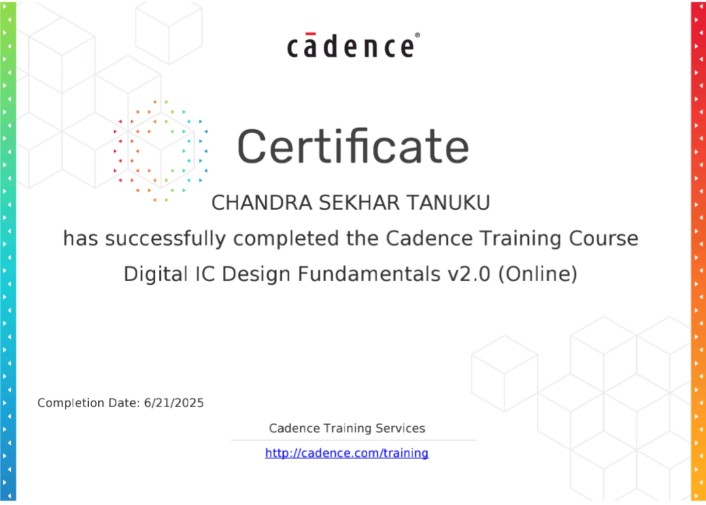 cādence®
Certificate
CHANDRA SEKHAR TANUKU
has successfully completed the Cadence Training Course
Digital IC Design Fundamentals v2.0 (Online)
Completion Date: 6/21/2025
Cadence Training Services
http://cadence.com/training